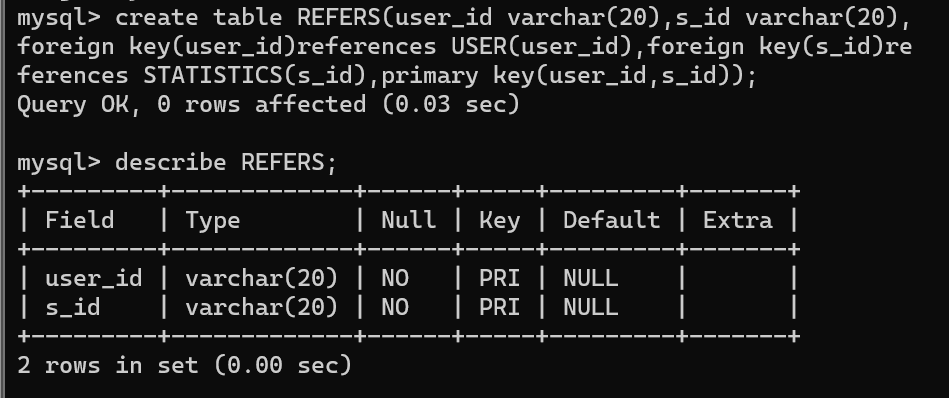 mysql> create table REFERS(user_id varchar(20),s_id varchar(20),
foreign key(user_id)references USER(user_id),foreign key(s_id)re
ferences STATISTICS(s_id),primary key(user_id,s_id));
Query OK, 0 rows affected (0.03 sec)

mysql> describe REFERS;
+---------+-------------+------+-----+---------+-------+
| Field   | Type        | Null | Key | Default | Extra |
+---------+-------------+------+-----+---------+-------+
| user_id | varchar(20) | NO   | PRI | NULL    |       |
| s_id    | varchar(20) | NO   | PRI | NULL    |       |
+---------+-------------+------+-----+---------+-------+
2 rows in set (0.00 sec)